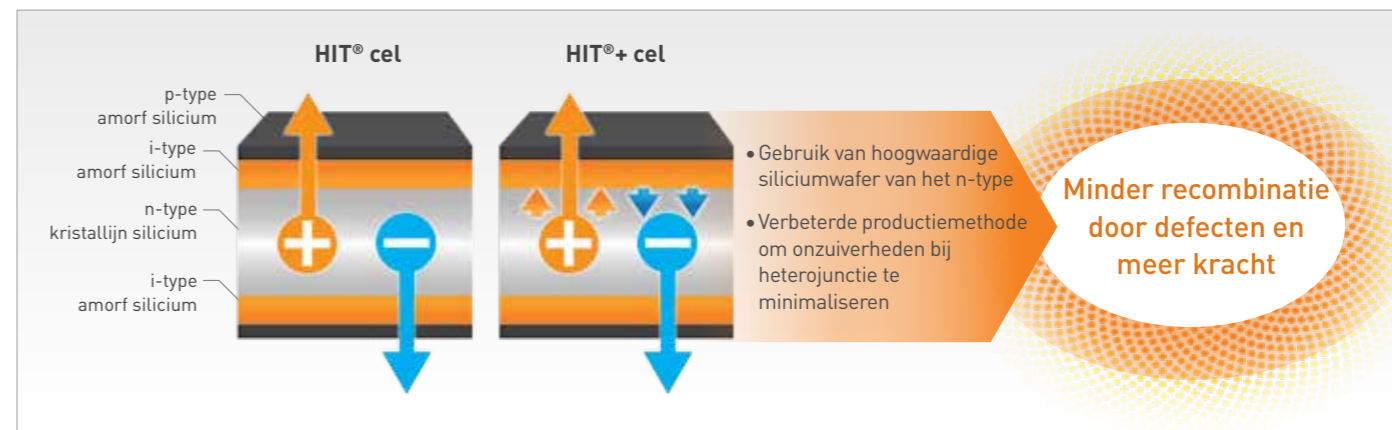 HIT® cel
HIT®+ cel
p-type
amorf silicium
i-type
amorf silicium
n-type
kristallijn silicium
i-type
amorf silicium
• Gebruik van hoogwaardige
siliciumwafer van het n-type
• Verbeterde productiemethode
om onzuiverheden bij
heterojunctie te
minimaliseren
Minder recombinatie
door defecten en
meer kracht